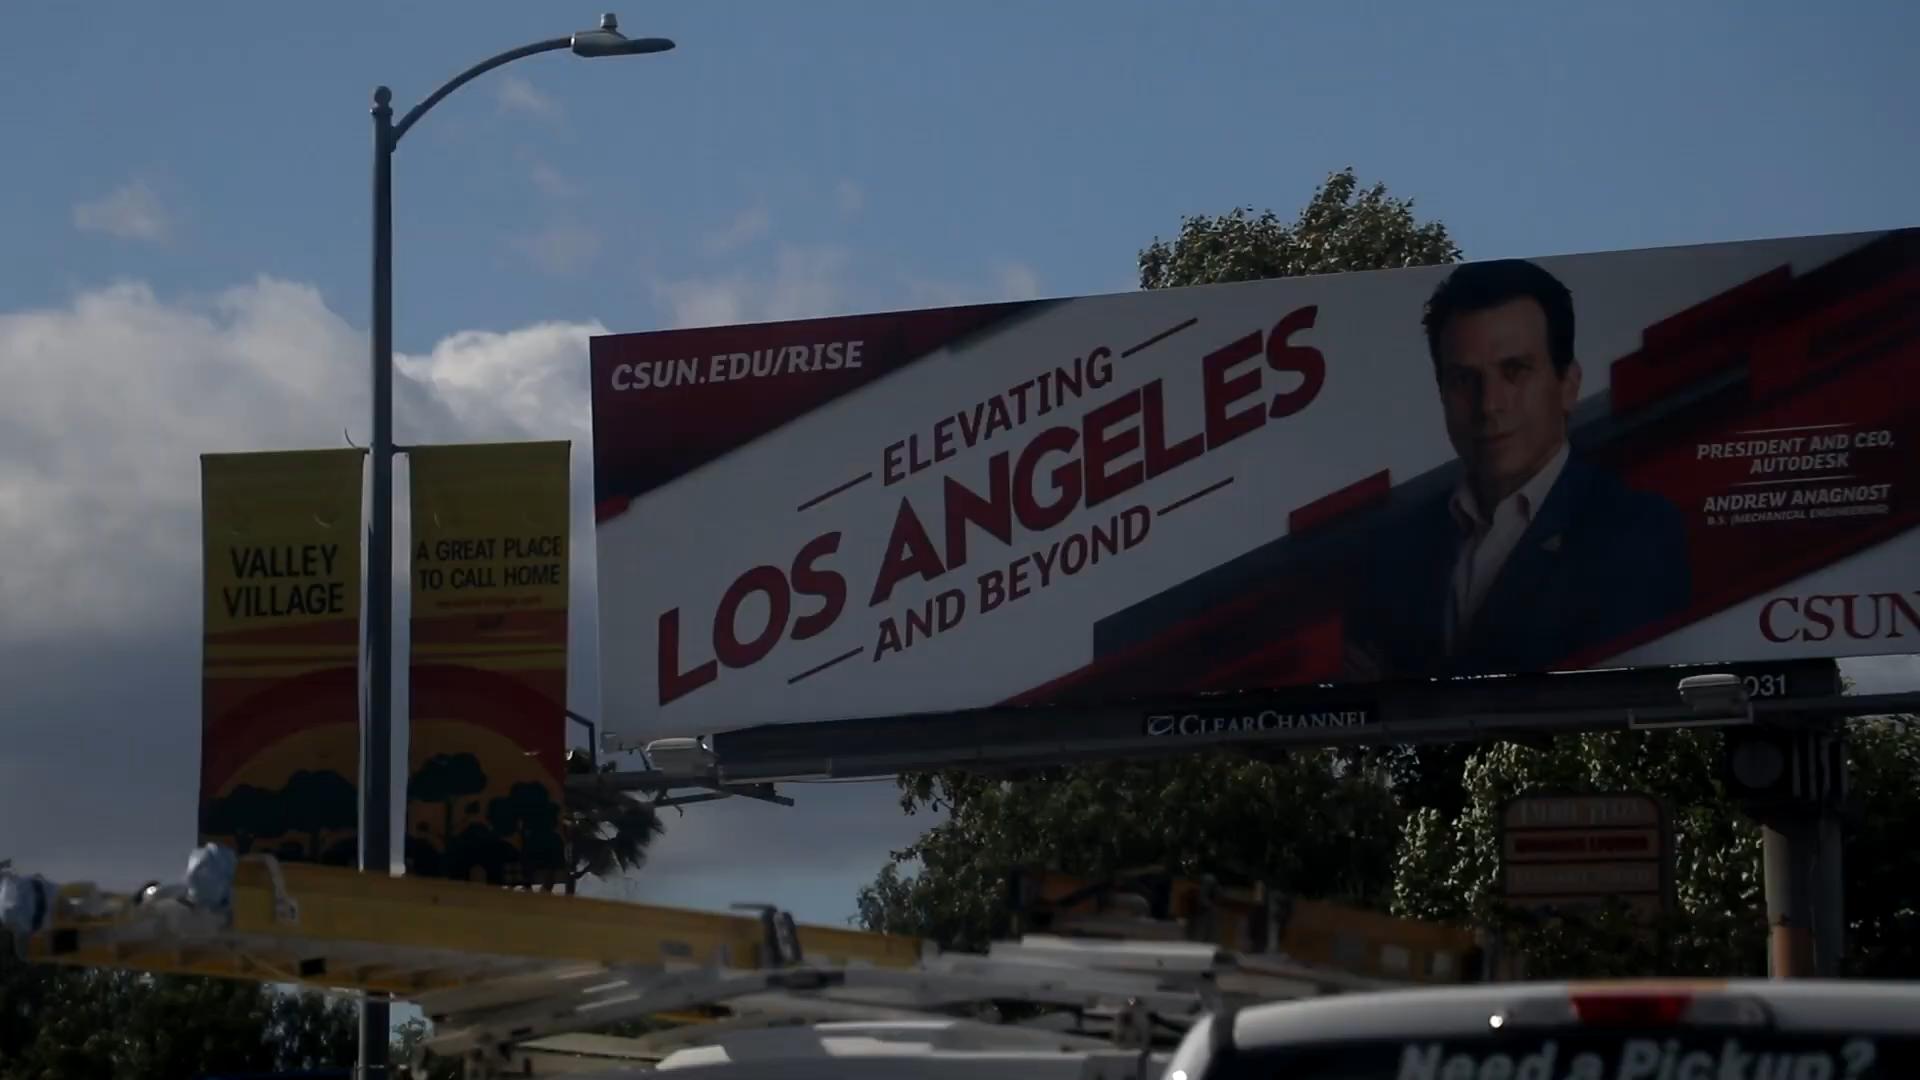 VALLEY
VILLAGE
A GREAT PLACE
TO CALL HOME
CSUN.EDU/RISE
ELEVATING
LOS ANGELES
AND BEYOND
PRESIDENT AND CEO,
AUTODESK
ANDREW ANAGNOST
B.S. (MECHANICAL ENGINEERING)
CSUN
CLEARCHANNEL
031
Need a Pickup?